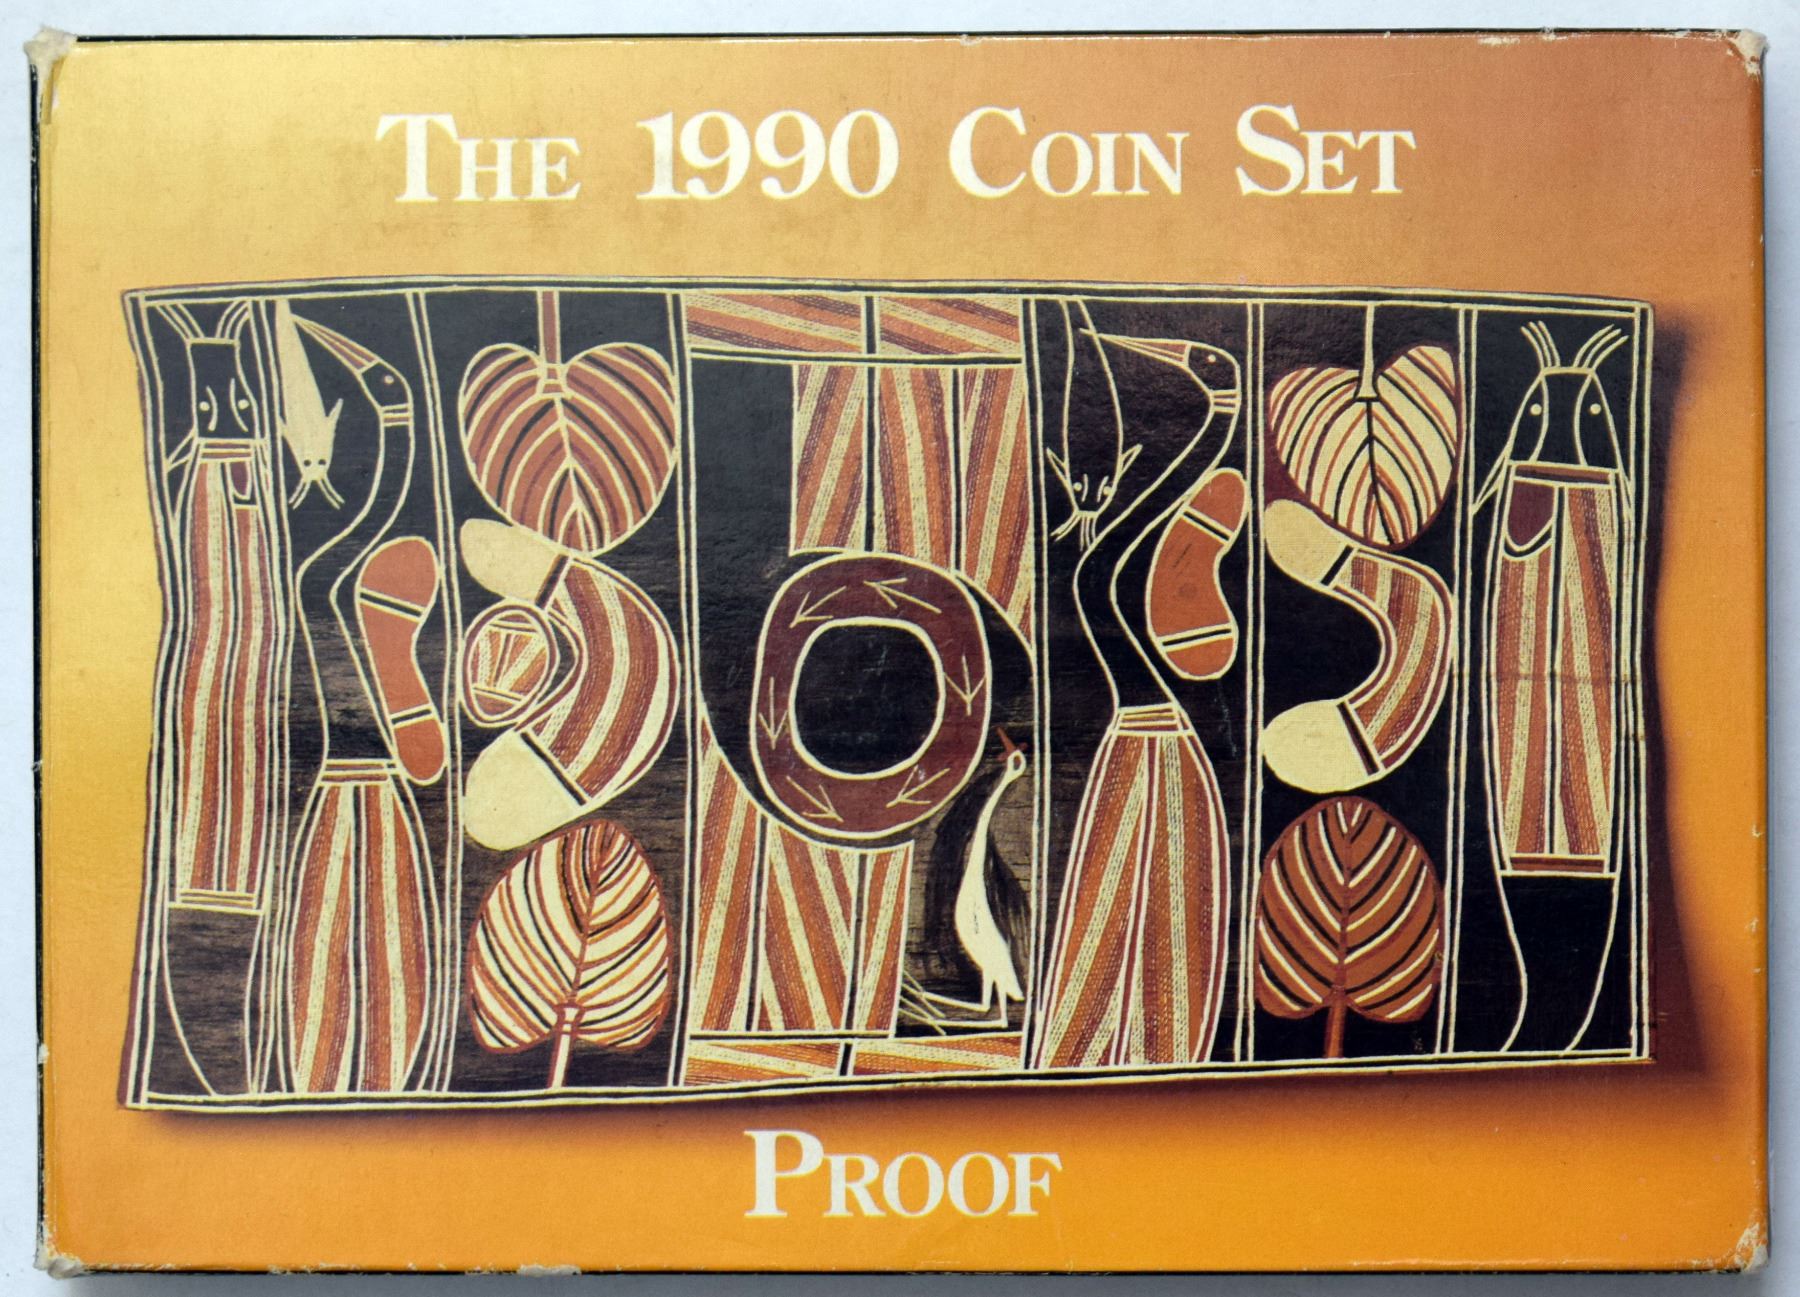 THE 1990 COIN SET
PROOF